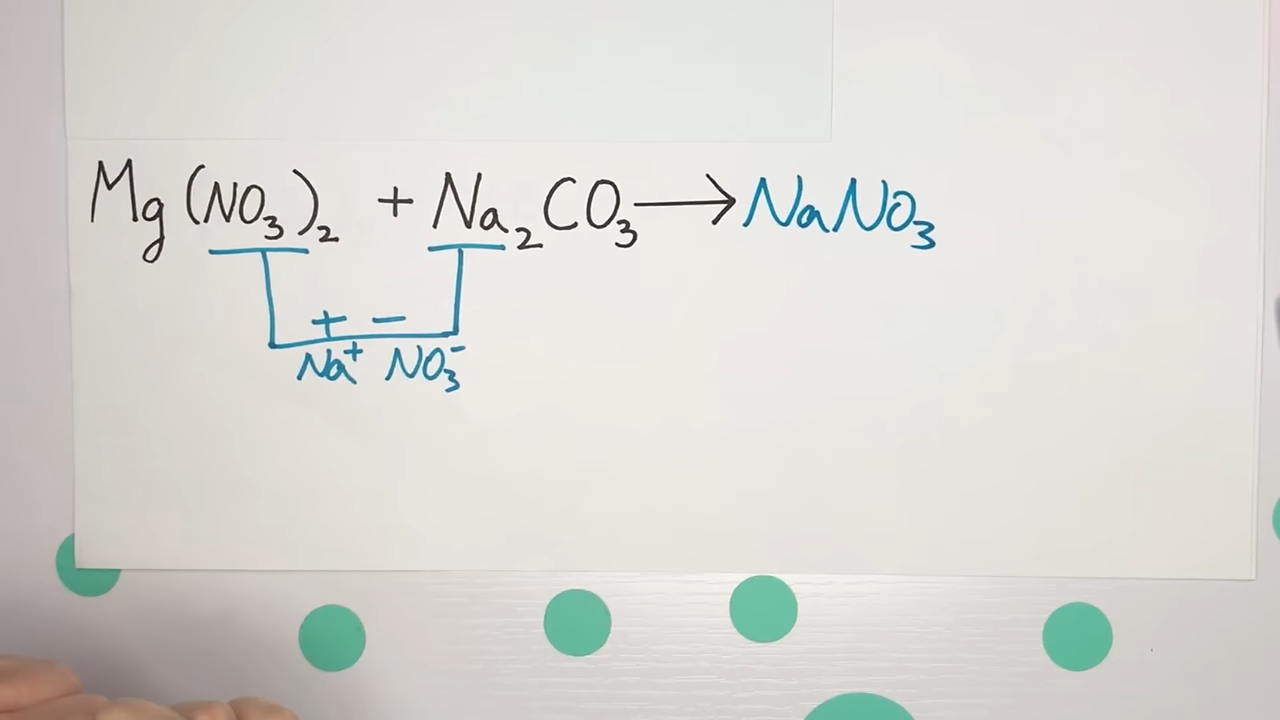 Mg(NO₃)₂ + Na₂CO₃ ⟶ NaNO₃
+ −
Na⁺ NO₃⁻